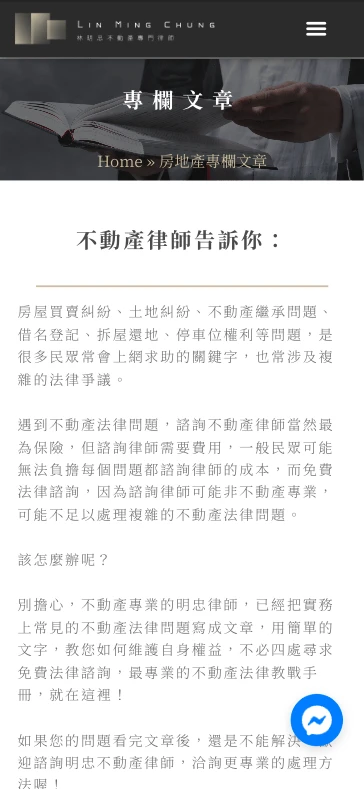 LIN MING CHUNG
林明忠不動產專門律師
專欄文章
Home » 房地產專欄文章
不動產律師告訴你：
房屋買賣糾紛、土地糾紛、不動產繼承問題、
借名登記、拆屋還地、停車位權利等問題，是
很多民眾常會上網求助的關鍵字，也常涉及複
雜的法律爭議。
遇到不動產法律問題，諮詢不動產律師當然最
為保險，但諮詢律師需要費用，一般民眾可能
無法負擔每個問題都諮詢律師的成本，而免費
法律諮詢，因為諮詢律師可能非不動產專業，
可能不足以處理複雜的不動產法律問題。
該怎麼辦呢？
別擔心，不動產專業的明忠律師，已經把實務
上常見的不動產法律問題寫成文章，用簡單的
文字，教您如何維護自身權益，不必四處尋求
免費法律諮詢，最專業的不動產法律教戰手
冊，就在這裡！
如果您的問題看完文章後，還是不能解決
迎諮詢明忠不動產律師，洽詢更專業的處理方
法喔！